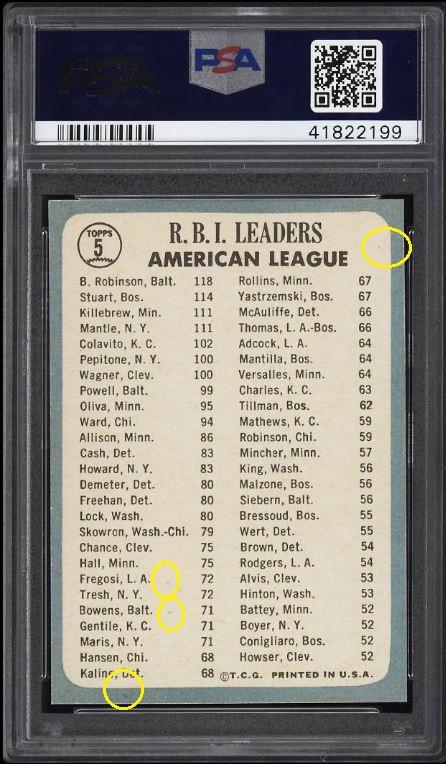 PSA
PSA
41822199
TOPPS
5
R.B.I. LEADERS
AMERICAN LEAGUE
B. Robinson, Balt. 118
Stuart, Bos. 114
Killebrew, Min. 111
Mantle, N. Y. 111
Colavito, K. C. 102
Pepitone, N. Y. 100
Wagner, Clev. 100
Powell, Balt. 99
Oliva, Minn. 95
Ward, Chi. 94
Allison, Minn. 86
Cash, Det. 83
Howard, N. Y. 83
Demeter, Det. 80
Freehan, Det. 80
Lock, Wash. 80
Skowron, Wash.-Chi. 79
Chance, Clev. 75
Hall, Minn. 75
Fregosi, L. A. 72
Tresh, N. Y. 72
Bowens, Balt. 71
Gentile, K. C. 71
Maris, N. Y. 71
Hansen, Chi. 68
Kaline, Det. 68
Rollins, Minn. 67
Yastrzemski, Bos. 67
McAuliffe, Det. 66
Thomas, L. A.-Bos. 66
Adcock, L. A. 64
Mantilla, Bos. 64
Versalles, Minn. 64
Charles, K. C. 63
Tillman, Bos. 62
Mathews, K. C. 59
Robinson, Chi. 59
Mincher, Minn. 57
King, Wash. 56
Malzone, Bos. 56
Siebern, Balt. 56
Bressoud, Bos. 55
Wert, Det. 55
Brown, Det. 54
Rodgers, L. A. 54
Alvis, Clev. 53
Hinton, Wash. 53
Battey, Minn. 52
Boyer, N. Y. 52
Conigliaro, Bos. 52
Howser, Clev. 52
©T.C.G. PRINTED IN U.S.A.